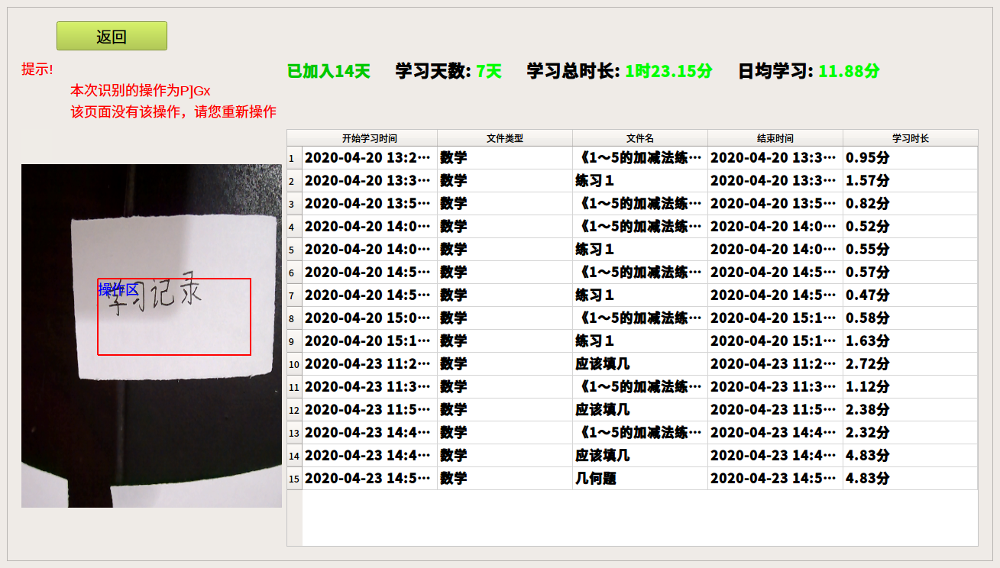 返回
提示!
本次识别的操作为P]Gx
该页面没有该操作，请您重新操作
已加入14天 学习天数: 7天 学习总时长: 1时23.15分 日均学习: 11.88分
操作区
学习记录
开始学习时间 文件类型 文件名 结束时间 学习时长
1 2020-04-20 13:2… 数学 《1～5的加减法练… 2020-04-20 13:3… 0.95分
2 2020-04-20 13:3… 数学 练习１ 2020-04-20 13:3… 1.57分
3 2020-04-20 13:5… 数学 《1～5的加减法练… 2020-04-20 13:5… 0.82分
4 2020-04-20 14:0… 数学 《1～5的加减法练… 2020-04-20 14:0… 0.52分
5 2020-04-20 14:0… 数学 练习１ 2020-04-20 14:0… 0.55分
6 2020-04-20 14:5… 数学 《1～5的加减法练… 2020-04-20 14:5… 0.57分
7 2020-04-20 14:5… 数学 练习１ 2020-04-20 14:5… 0.47分
8 2020-04-20 15:0… 数学 《1～5的加减法练… 2020-04-20 15:1… 0.58分
9 2020-04-20 15:1… 数学 练习１ 2020-04-20 15:1… 1.63分
10 2020-04-23 11:2… 数学 应该填几 2020-04-23 11:2… 2.72分
11 2020-04-23 11:3… 数学 《1～5的加减法练… 2020-04-23 11:3… 1.12分
12 2020-04-23 11:5… 数学 应该填几 2020-04-23 11:5… 2.38分
13 2020-04-23 14:4… 数学 《1～5的加减法练… 2020-04-23 14:4… 2.32分
14 2020-04-23 14:4… 数学 应该填几 2020-04-23 14:4… 4.83分
15 2020-04-23 14:5… 数学 几何题 2020-04-23 14:5… 4.83分